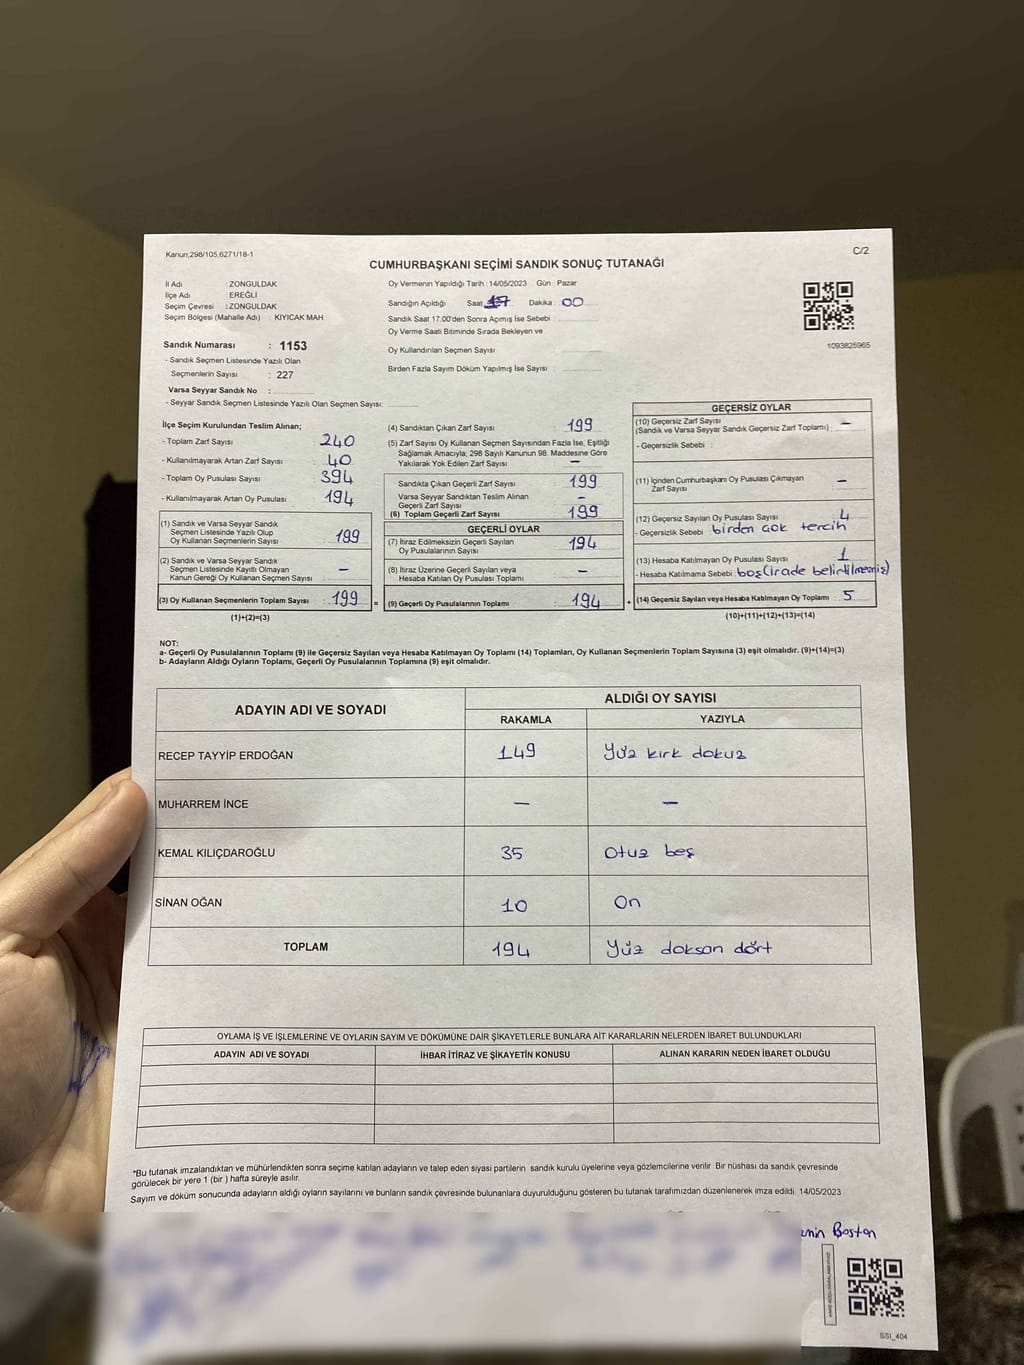 Kanun,298/105,6271/18-1
C/2
CUMHURBAŞKANI SEÇİMİ SANDIK SONUÇ TUTANAĞI
İl Adı : ZONGULDAK
İlçe Adı : EREĞLİ
Seçim Çevresi : ZONGULDAK
Seçim Bölgesi (Mahalle Adı) : KIYICAK MAH
Sandık Numarası : 1153
- Sandık Seçmen Listesinde Yazılı Olan
Seçmenlerin Sayısı : 227
Varsa Seyyar Sandık No :
- Seyyar Sandık Seçmen Listesinde Yazılı Olan Seçmen Sayısı:
Oy Vermenin Yapıldığı Tarih : 14/05/2023 Gün : Pazar
Sandığın Açıldığı Saat 17 Dakika : 00
Sandık Saat 17.00'den Sonra Açımış İse Sebebi :
Oy Verme Saati Bitiminde Sırada Bekleyen ve
Oy Kullandırılan Seçmen Sayısı :
Birden Fazla Sayım Döküm Yapılmış İse Sayısı :
1093825965
İlçe Seçim Kurulundan Teslim Alınan;
- Toplam Zarf Sayısı : 240
- Kullanılmayarak Artan Zarf Sayısı : 40
- Toplam Oy Pusulası Sayısı : 394
- Kullanılmayarak Artan Oy Pusulası : 194
(1) Sandık ve Varsa Seyyar Sandık
Seçmen Listesinde Yazılı Olup
Oy Kullanan Seçmenlerin Sayısı : 199
(2) Sandık ve Varsa Seyyar Sandık
Seçmen Listesinde Kayıtlı Olmayan
Kanun Gereği Oy Kullanan Seçmen Sayısı : -
(3) Oy Kullanan Seçmenlerin Toplam Sayısı : 199 =
(1)+(2)=(3)
(4) Sandıktan Çıkan Zarf Sayısı : 199
(5) Zarf Sayısı Oy Kullanan Seçmen Sayısından Fazla İse, Eşitliği
Sağlamak Amacıyla; 298 Sayılı Kanunun 98. Maddesine Göre
Yakılarak Yok Edilen Zarf Sayısı : -
Sandıkta Çıkan Geçerli Zarf Sayısı : 199
Varsa Seyyar Sandıktan Teslim Alınan
Geçerli Zarf Sayısı : -
(6) Toplam Geçerli Zarf Sayısı : 199
GEÇERLİ OYLAR
(7) İtiraz Edilmeksizin Geçerli Sayılan
Oy Pusulalarının Sayısı : 194
(8) İtiraz Üzerine Geçerli Sayılan veya
Hesaba Katılan Oy Pusulası Toplamı : -
(9) Geçerli Oy Pusulalarının Toplamı : 194 +
GEÇERSİZ OYLAR
(10) Geçersiz Zarf Sayısı
(Sandık ve Varsa Seyyar Sandık Geçersiz Zarf Toplamı) : -
- Geçersizlik Sebebi :
(11) İçinden Cumhurbaşkanı Oy Pusulası Çıkmayan
Zarf Sayısı : -
(12) Geçersiz Sayılan Oy Pusulası Sayısı : 4
- Geçersizlik Sebebi : birden çok tercih
(13) Hesaba Katılmayan Oy Pusulası Sayısı : 1
- Hesaba Katılmama Sebebi : boş(irade belirtilmemiş)
(14) Geçersiz Sayılan veya Hesaba Katılmayan Oy Toplamı : 5
(10)+(11)+(12)+(13)=(14)
NOT:
a- Geçerli Oy Pusulalarının Toplamı (9) ile Geçersiz Sayılan veya Hesaba Katılmayan Oy Toplamı (14) Toplamları, Oy Kullanan Seçmenlerin Toplam Sayısına (3) eşit olmalıdır. (9)+(14)=(3)
b- Adayların Aldığı Oyların Toplamı, Geçerli Oy Pusulalarının Toplamına (9) eşit olmalıdır.
ADAYIN ADI VE SOYADI
ALDIĞI OY SAYISI
RAKAMLA YAZIYLA
RECEP TAYYİP ERDOĞAN 149 Yüz kırk dokuz
MUHARREM İNCE - -
KEMAL KILIÇDAROĞLU 35 Otuz beş
SİNAN OĞAN 10 On
TOPLAM 194 Yüz doksan dört
OYLAMA İŞ VE İŞLEMLERİNE VE OYLARIN SAYIM VE DÖKÜMÜNE DAİR ŞİKAYETLERLE BUNLARA AİT KARARLARIN NELERDEN İBARET BULUNDUKLARI
ADAYIN ADI VE SOYADI İHBAR İTİRAZ VE ŞİKAYETİN KONUSU ALINAN KARARIN NEDEN İBARET OLDUĞU
*Bu tutanak imzalandıktan ve mühürlendikten sonra seçime katılan adayların ve talep eden siyasi partilerin sandık kurulu üyelerine veya gözlemcilerine verilir. Bir nüshası da sandık çevresinde
görülecek bir yere 1 (bir ) hafta süreyle asılır.
Sayım ve döküm sonucunda adayların aldığı oyların sayılarını ve bunların sandık çevresinde bulunanlara duyurulduğunu gösteren bu tutanak tarafımızdan düzenlenerek imza edildi. 14/05/2023
Bostan
SSI_404